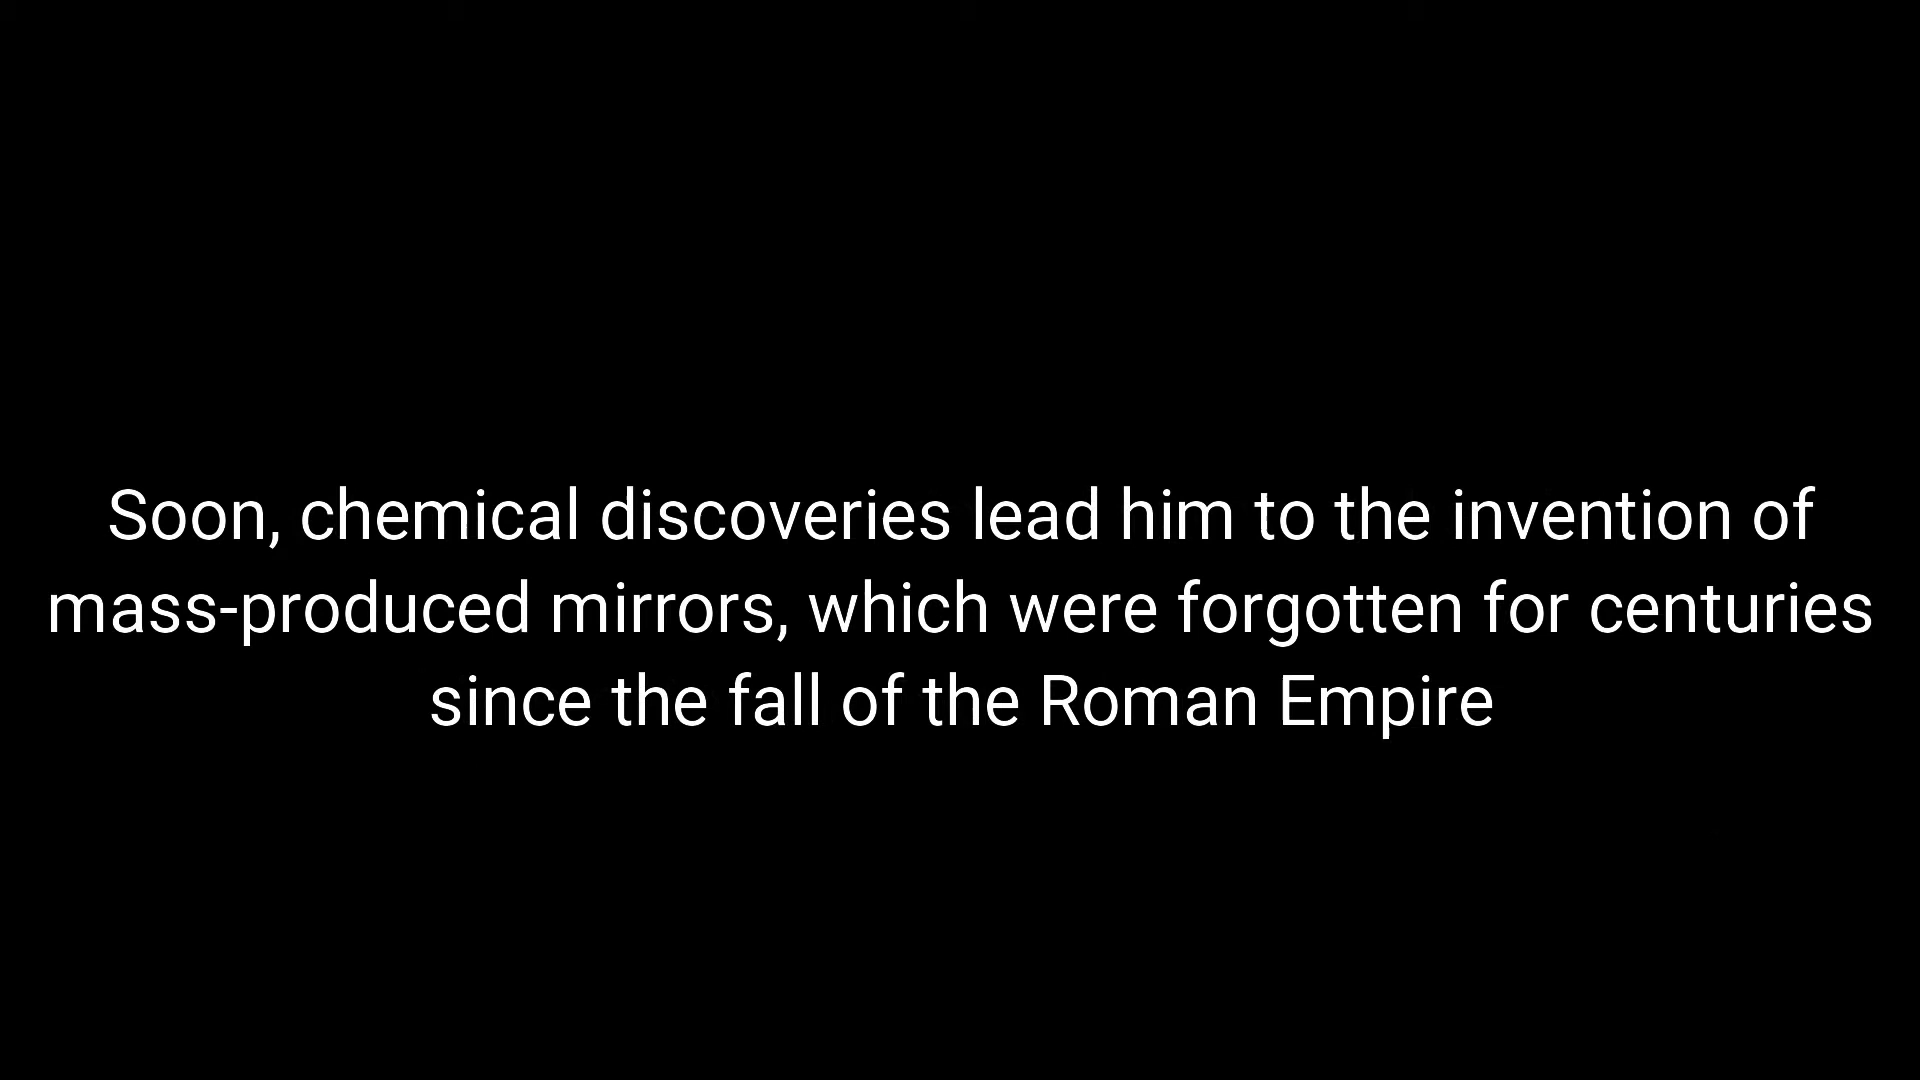 Soon, chemical discoveries lead him to the invention of
mass-produced mirrors, which were forgotten for centuries
since the fall of the Roman Empire